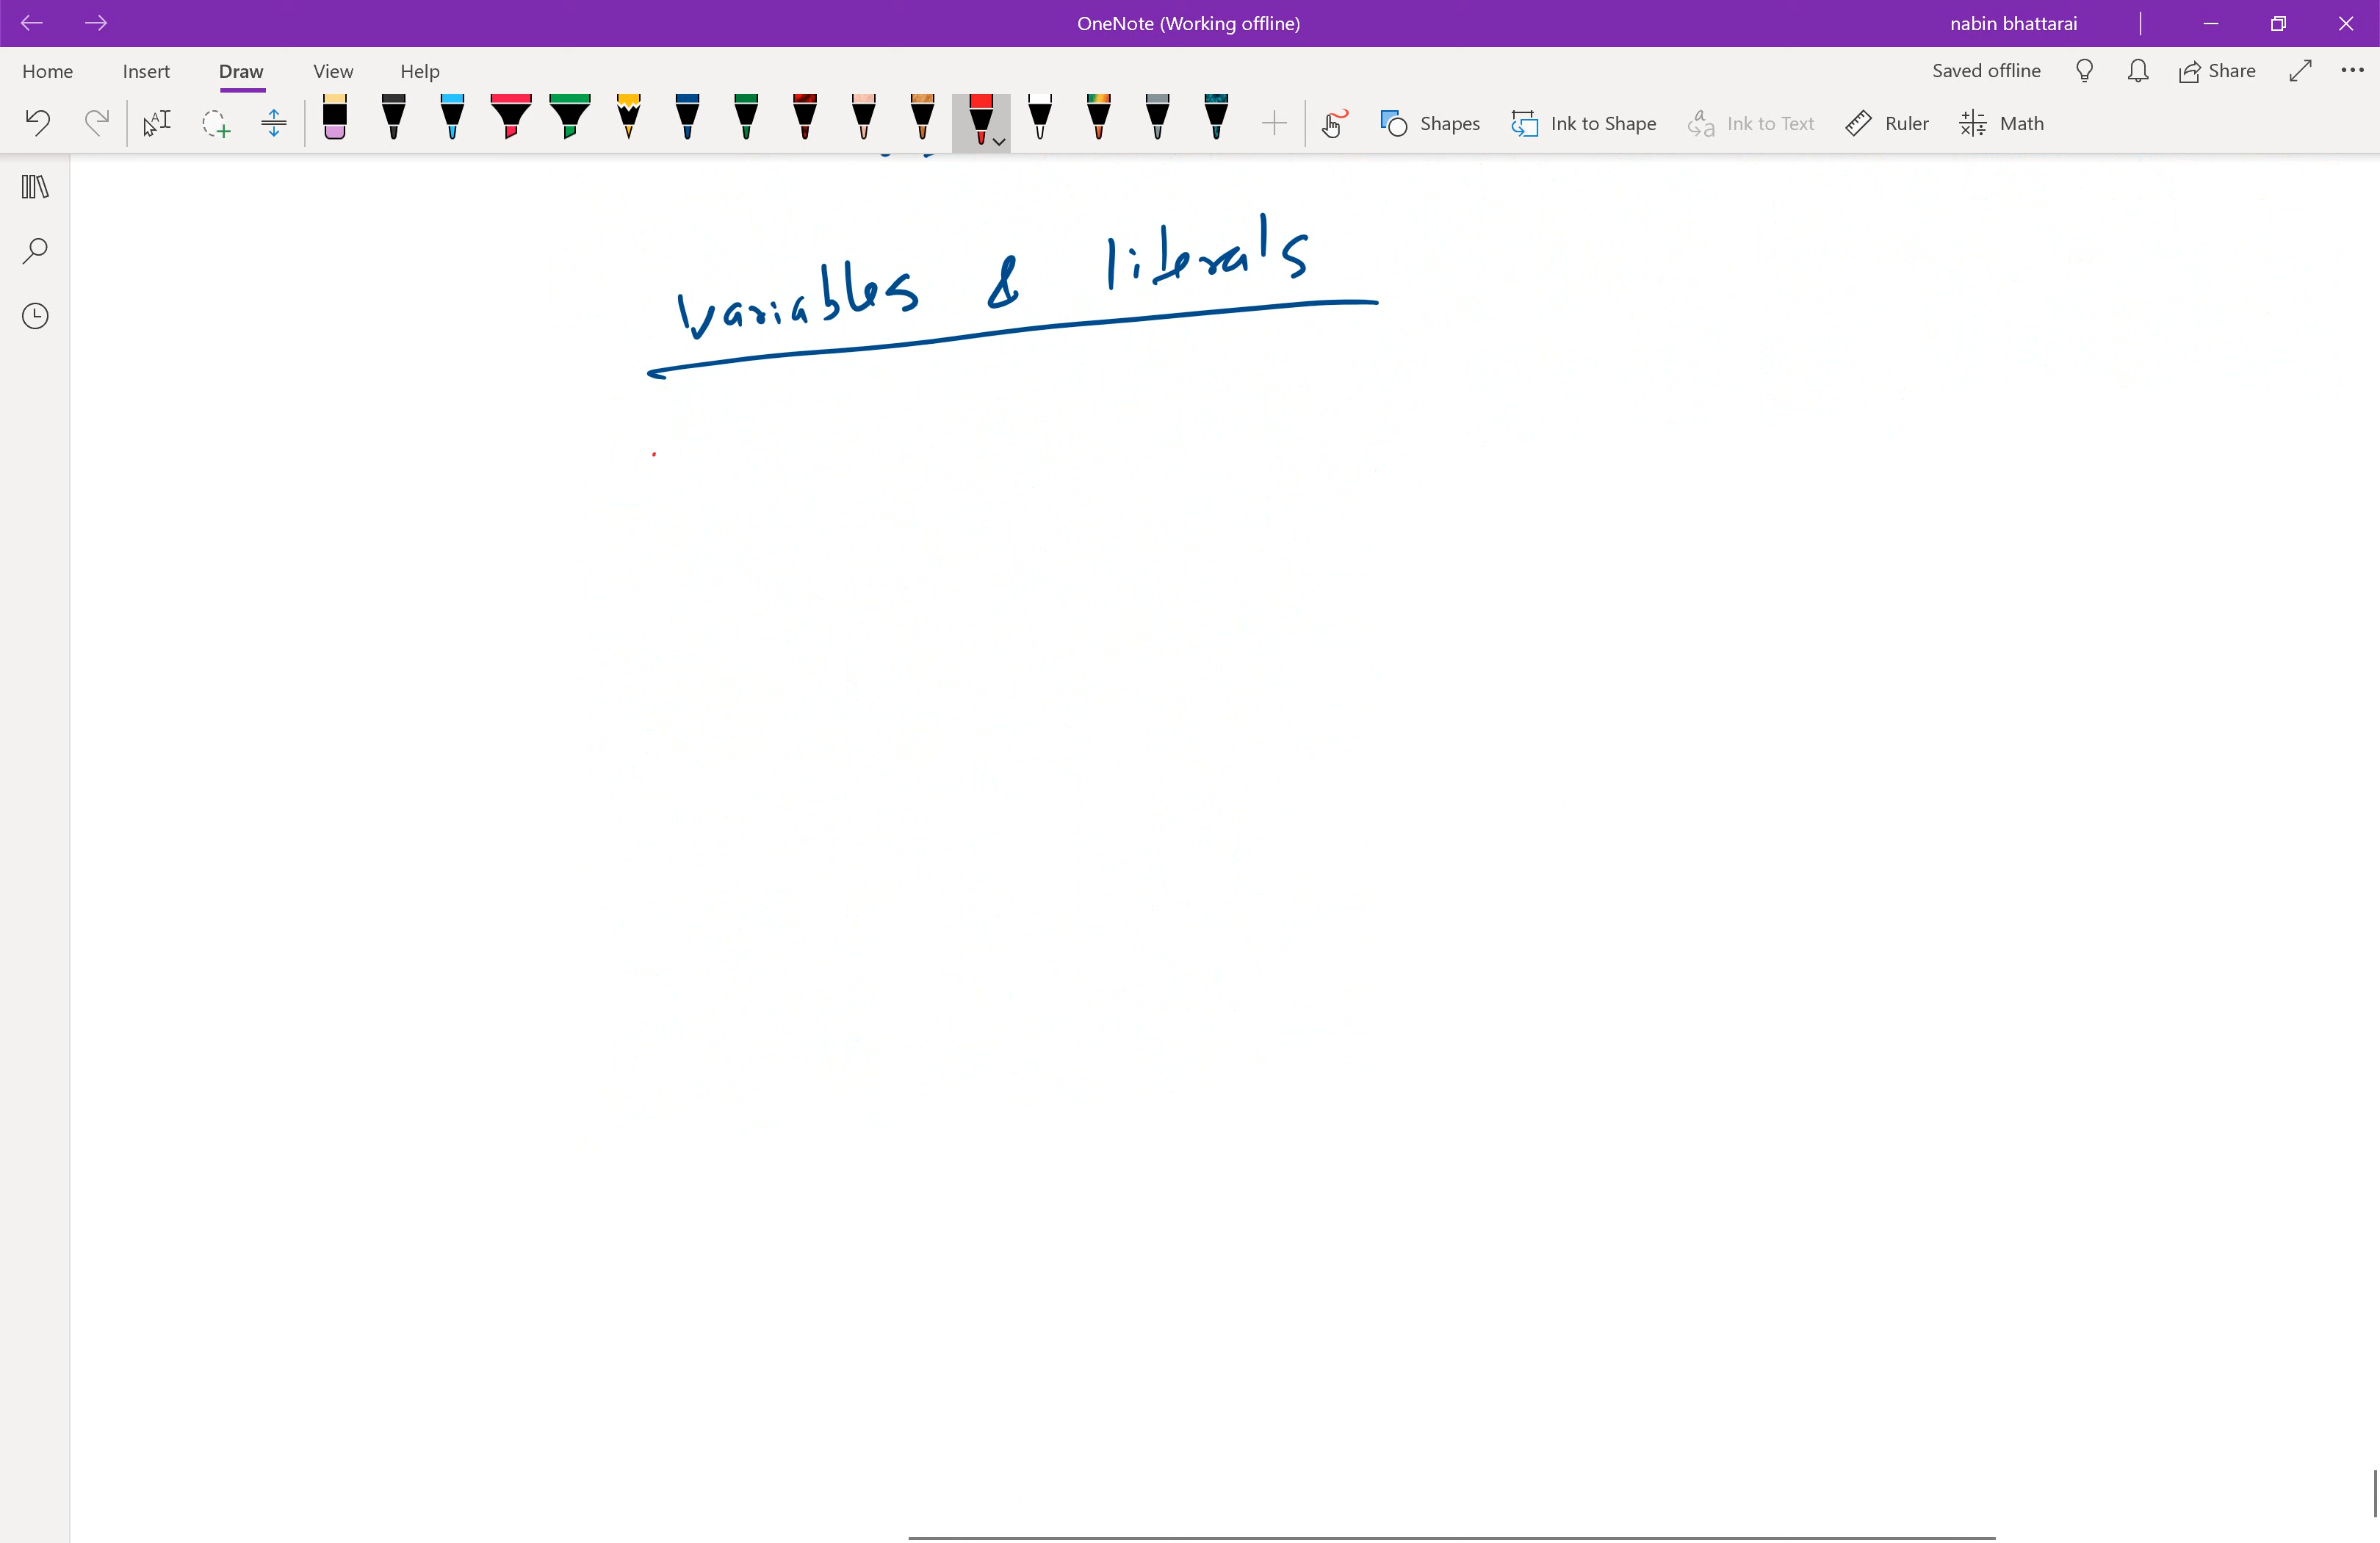 OneNote (Working offline)
nabin bhattarai
Home Insert Draw View Help
Saved offline Share
Shapes Ink to Shape Ink to Text Ruler Math
Variables & literals